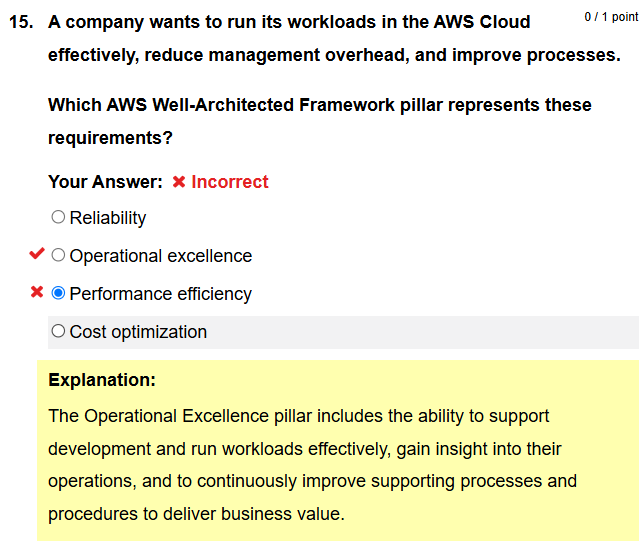 15. A company wants to run its workloads in the AWS Cloud 0 / 1 point
effectively, reduce management overhead, and improve processes.
Which AWS Well-Architected Framework pillar represents these
requirements?
Your Answer: ✖ Incorrect
Reliability
Operational excellence
Performance efficiency
Cost optimization
Explanation:
The Operational Excellence pillar includes the ability to support
development and run workloads effectively, gain insight into their
operations, and to continuously improve supporting processes and
procedures to deliver business value.